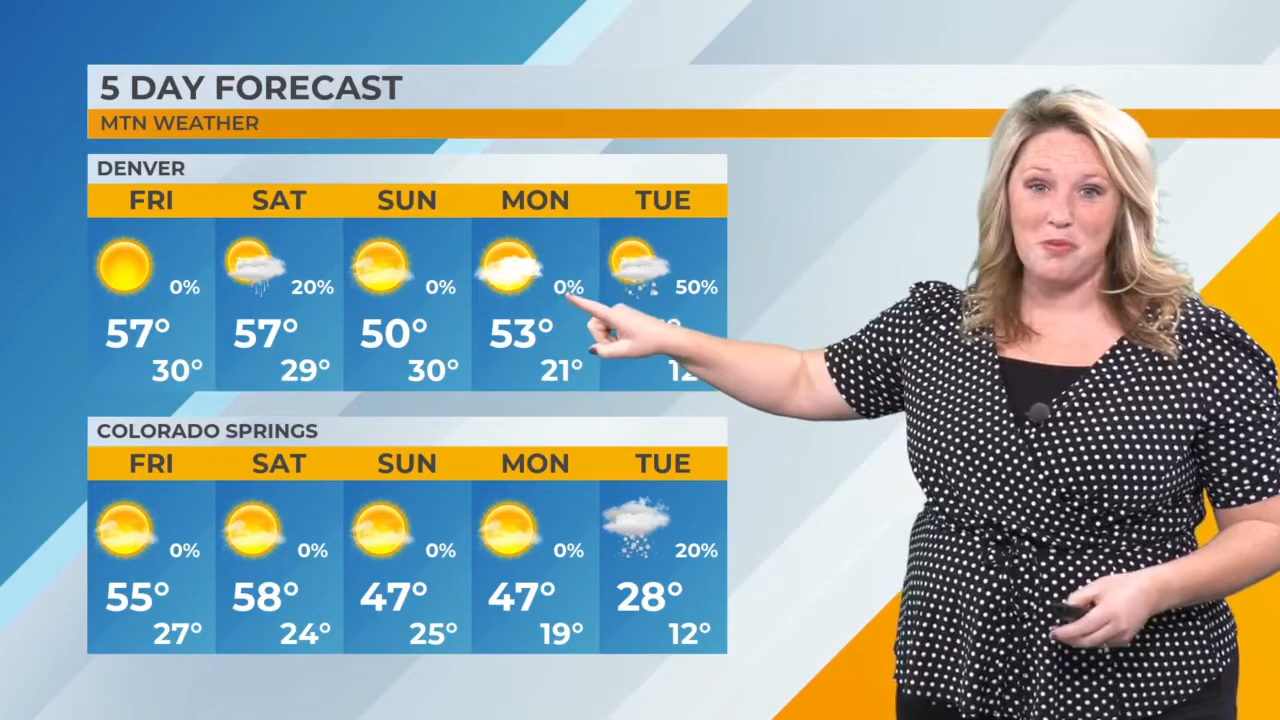 5 DAY FORECAST
MTN WEATHER
DENVER
FRI SAT SUN MON TUE
0% 20% 0% 0% 50%
57° 57° 50° 53°
30° 29° 30° 21° 12
COLORADO SPRINGS
FRI SAT SUN MON TUE
0% 0% 0% 0% 20%
55° 58° 47° 47° 28°
27° 24° 25° 19° 12°